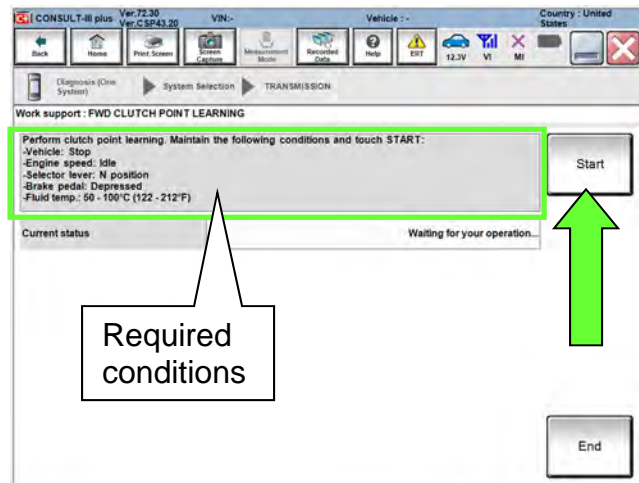 CONSULT-III plus Ver.72.30 VIN:- Vehicle : - Country : United
Ver.CSP43.20 States
Back Home Print Screen Screen Capture Measurement Mode Recorded Data Help ERT 12.3V VI MI
Diagnosis (One System) System Selection TRANSMISSION
Work support : FWD CLUTCH POINT LEARNING
Perform clutch point learning. Maintain the following conditions and touch START:
-Vehicle: Stop
-Engine speed: Idle
-Selector lever: N position
-Brake pedal: Depressed
-Fluid temp.: 50 - 100°C (122 - 212°F)
Start
Current status Waiting for your operation...
Required
conditions
End